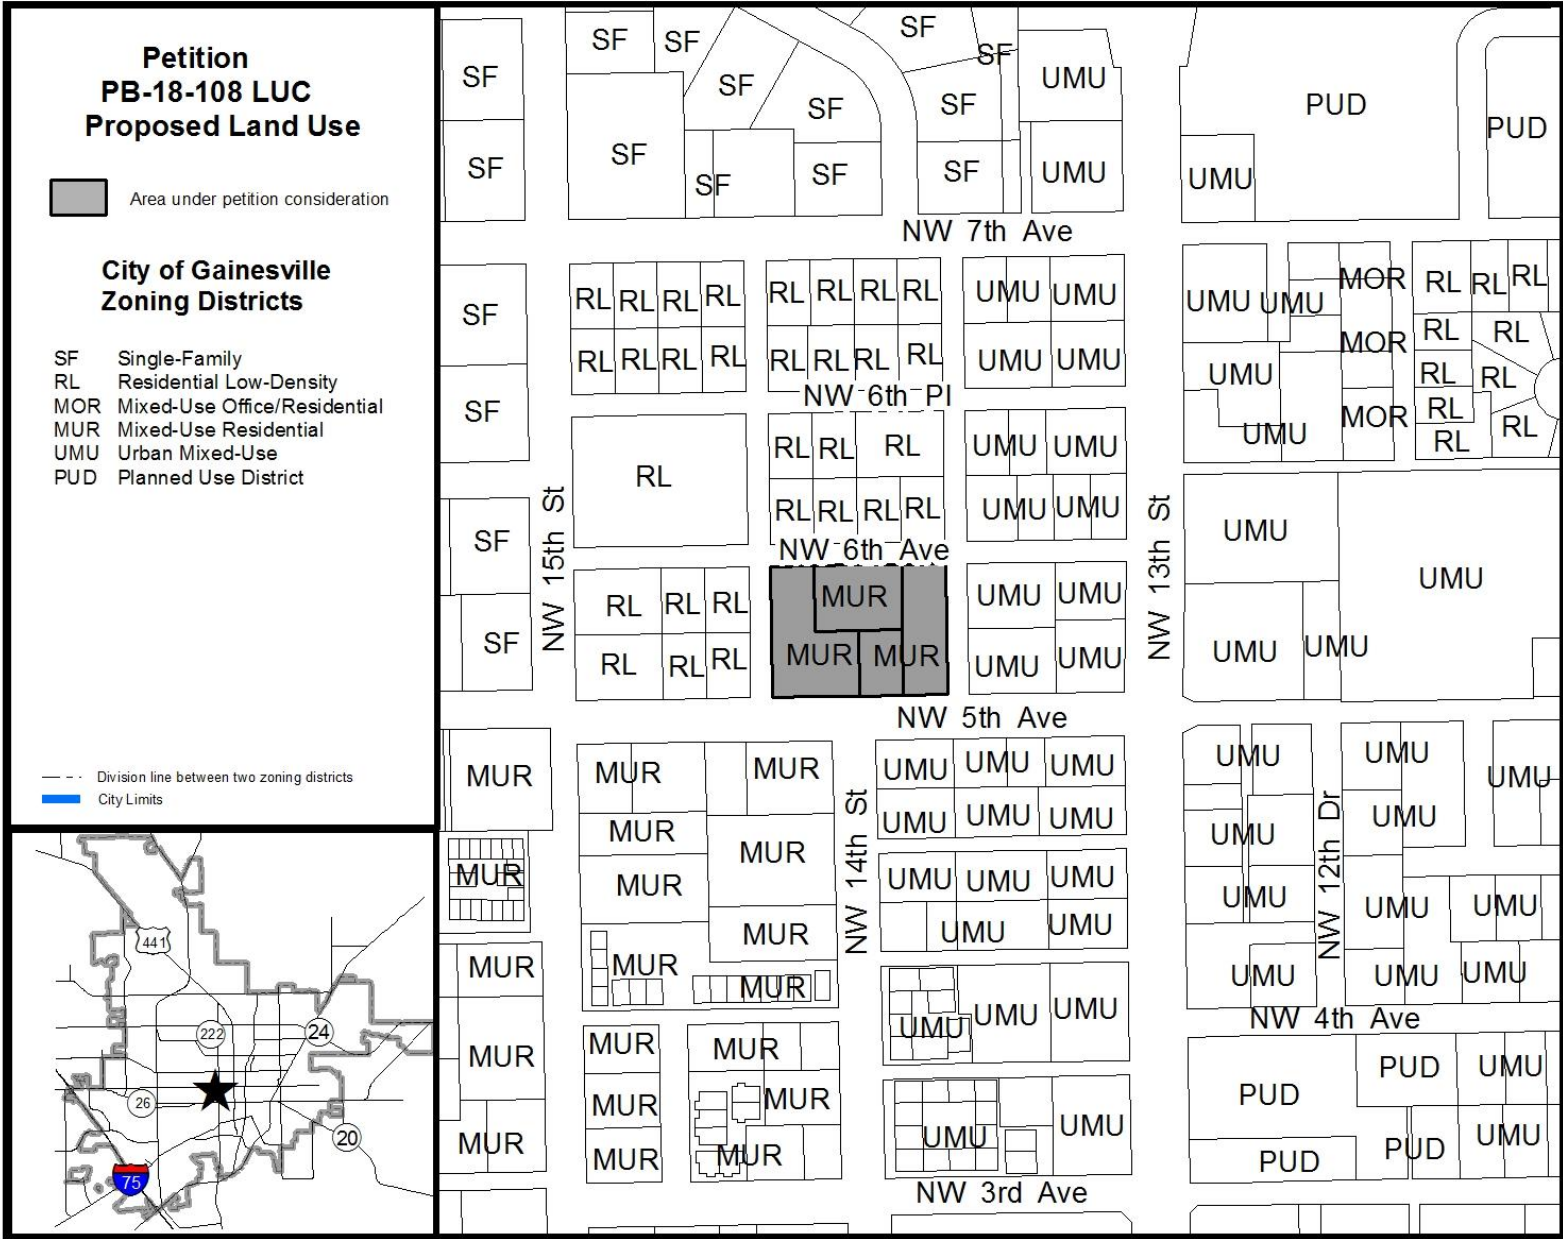 Petition
PB-18-108 LUC
Proposed Land Use
Area under petition consideration
City of Gainesville
Zoning Districts
SF Single-Family
RL Residential Low-Density
MOR Mixed-Use Office/Residential
MUR Mixed-Use Residential
UMU Urban Mixed-Use
PUD Planned Use District
Division line between two zoning districts
City Limits
441
222
24
26
20
75
SF SF SF SF SF SF UMU PUD PUD
SF SF SF
SF SF SF SF SF UMU UMU
NW 7th Ave
SF RL RL RL RL RL RL RL RL UMU UMU UMU UMU MOR RL RL RL
RL RL RL RL RL RL RL RL UMU UMU MOR RL RL
NW 6th Pl
SF UMU UMU MOR RL RL RL RL RL
RL RL RL RL UMU UMU
RL RL RL RL UMU UMU UMU
NW 6th Ave
NW 15th St
NW 13th St
SF UMU
RL RL RL MUR UMU UMU
SF RL RL RL MUR MUR UMU UMU UMU UMU
NW 5th Ave
MUR MUR MUR UMU UMU UMU UMU UMU UMU
MUR UMU UMU UMU UMU UMU
NW 14th St
NW 12th Dr
MUR MUR MUR UMU UMU UMU UMU UMU UMU
MUR UMU UMU
MUR MUR MUR UMU UMU UMU UMU UMU UMU
NW 4th Ave
MUR MUR MUR PUD PUD UMU
MUR MUR
MUR MUR MUR UMU UMU PUD PUD UMU
NW 3rd Ave